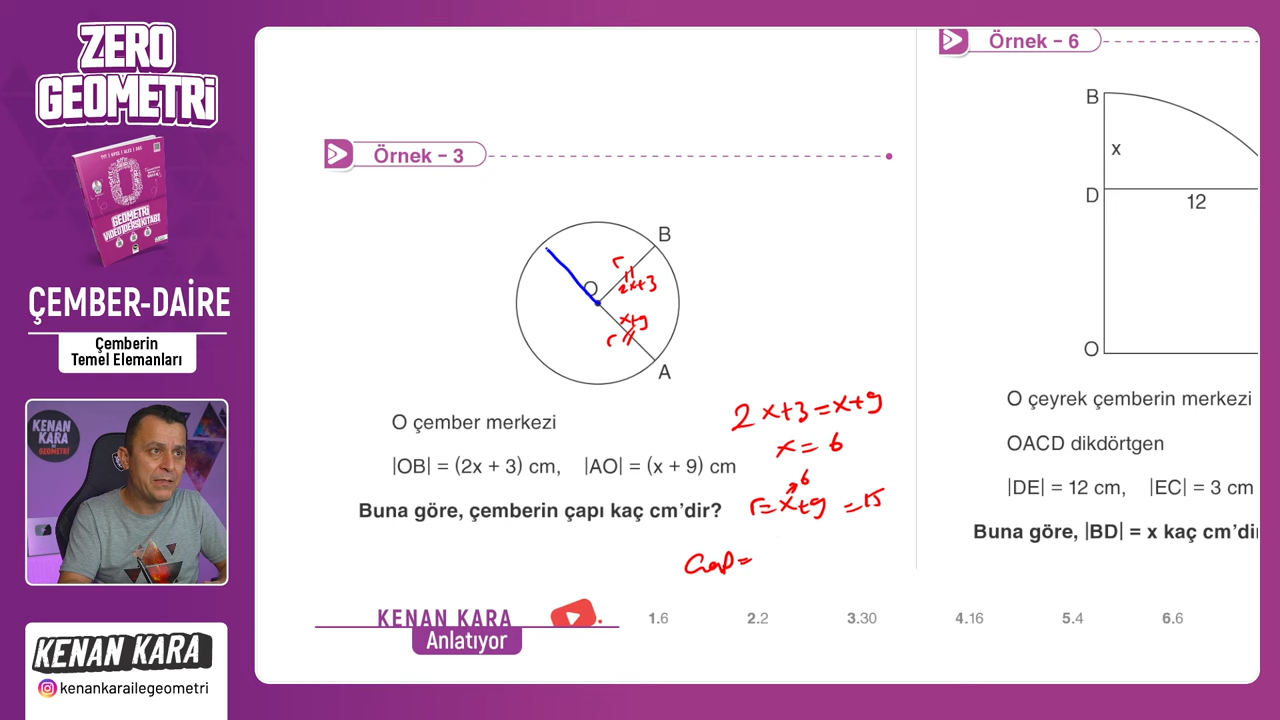 ZERO
GEOMETRİ
GEOMETRİ
VİDEO DERS KİTABI
ÇEMBER-DAİRE
Çemberin
Temel Elemanları
KENAN
KARA
GEOMETRİ
KENAN KARA
kenankarailegeometri
Örnek - 3
B
r
2x+3
O
x+9
r
A
O çember merkezi
|OB| = (2x + 3) cm, |AO| = (x + 9) cm
Buna göre, çemberin çapı kaç cm'dir?
2x+3=x+9
x=6
6
r=x+9=15
Çap=
KENAN KARA
Anlatıyor
1.6 2.2 3.30 4.16 5.4 6.6
Örnek - 6
B
x
D
12
O
O çeyrek çemberin merkezi
OACD dikdörtgen
|DE| = 12 cm, |EC| = 3 cm
Buna göre, |BD| = x kaç cm'di